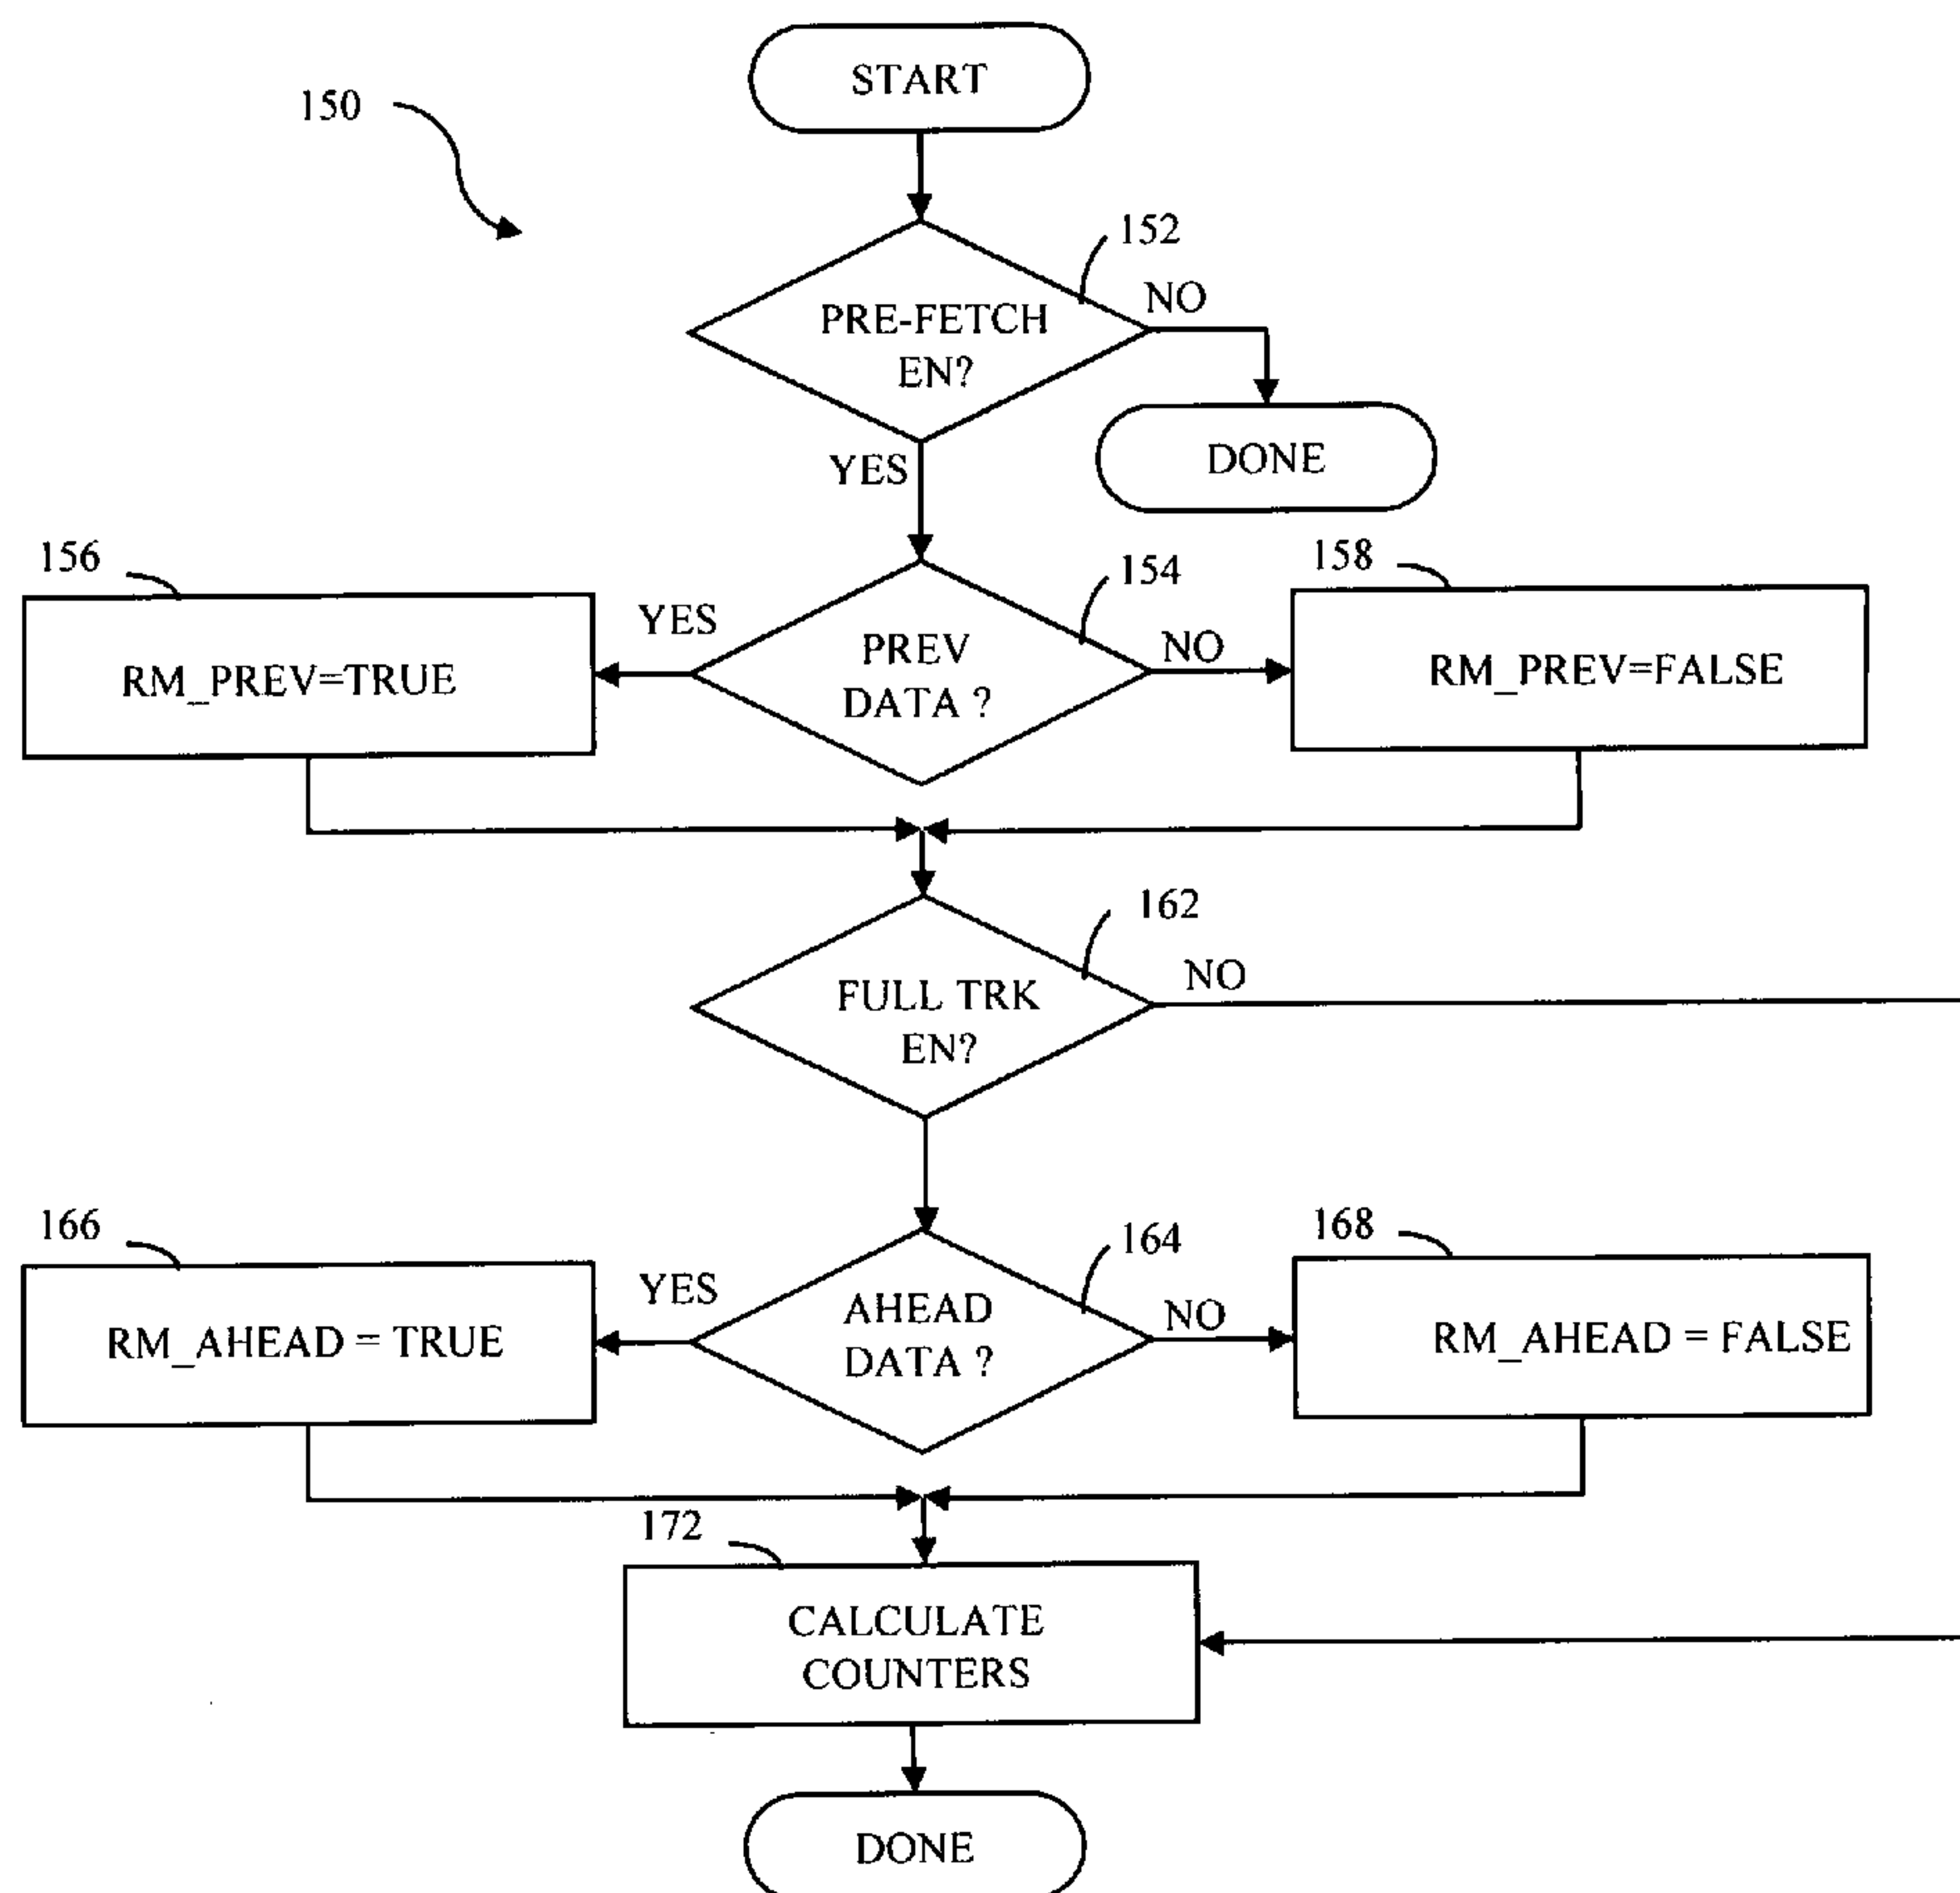 START
150
152
PRE-FETCH
EN?
NO
DONE
YES
154
156
158
YES
PREV
DATA ?
NO
RM_PREV=TRUE
RM_PREV=FALSE
162
FULL TRK
EN?
NO
164
166
168
YES
AHEAD
DATA ?
NO
RM_AHEAD = TRUE
RM_AHEAD = FALSE
172
CALCULATE
COUNTERS
DONE